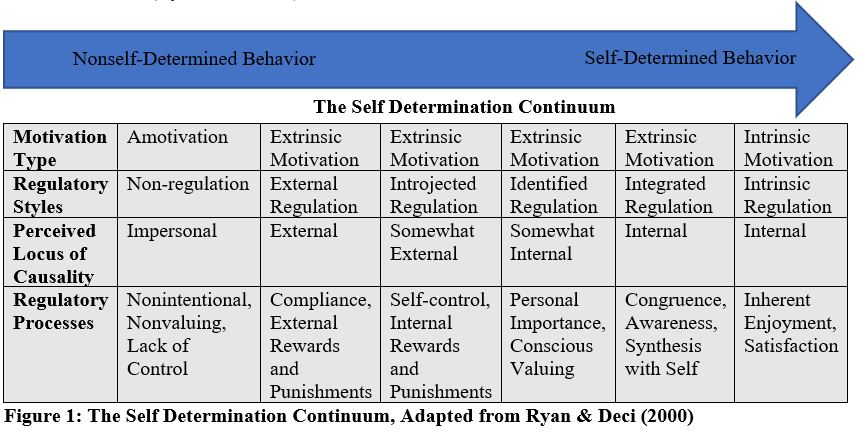 Nonself-Determined Behavior
Self-Determined Behavior
The Self Determination Continuum
Motivation Type
Amotivation
Extrinsic Motivation
Extrinsic Motivation
Extrinsic Motivation
Extrinsic Motivation
Intrinsic Motivation
Regulatory Styles
Non-regulation
External Regulation
Introjected Regulation
Identified Regulation
Integrated Regulation
Intrinsic Regulation
Perceived Locus of Causality
Impersonal
External
Somewhat External
Somewhat Internal
Internal
Internal
Regulatory Processes
Nonintentional, Nonvaluing, Lack of Control
Compliance, External Rewards and Punishments
Self-control, Internal Rewards and Punishments
Personal Importance, Conscious Valuing
Congruence, Awareness, Synthesis with Self
Inherent Enjoyment, Satisfaction
Figure 1: The Self Determination Continuum, Adapted from Ryan & Deci (2000)